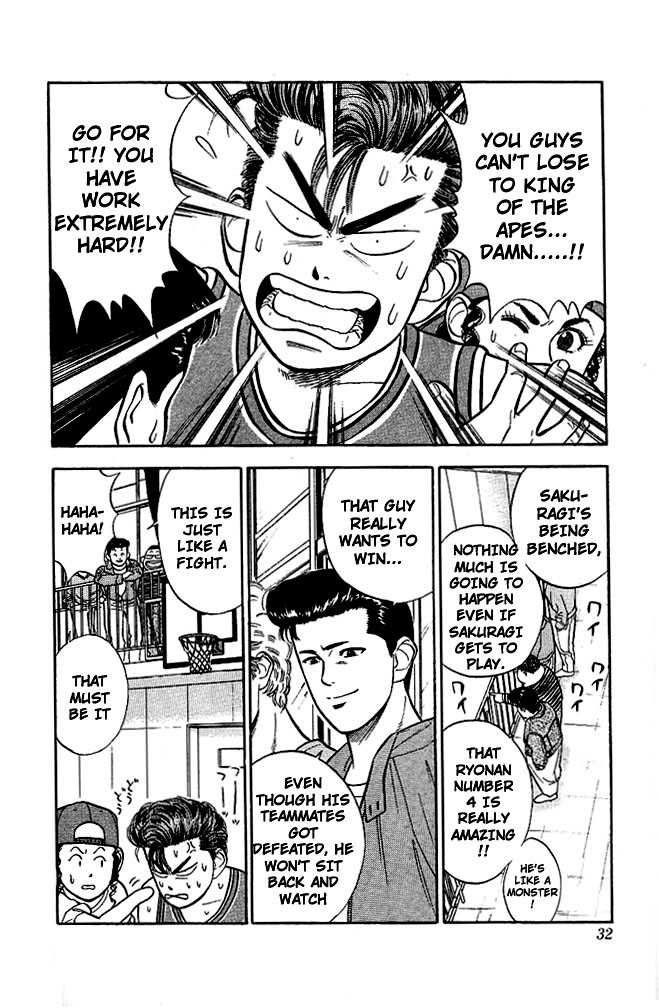 YOU GUYS
CAN'T LOSE
TO KING
OF THE
APES...
DAMN.....!!
GO FOR
IT!! YOU
HAVE
WORK
EXTREMELY
HARD!!
SAKU-
RAGI'S
BEING
BENCHED,
NOTHING
MUCH IS
GOING TO
HAPPEN
EVEN IF
SAKURAGI
GETS TO
PLAY.
ワイ
ワイ
ワイ
THAT
RYONAN
NUMBER
4 IS
REALLY
AMAZING
!!
HE'S
LIKE A
MONSTER
!
THAT GUY
REALLY
WANTS TO
WIN...
EVEN
THOUGH HIS
TEAMMATES
GOT
DEFEATED, HE
WON'T SIT
BACK AND
WATCH
THIS IS
JUST
LIKE A
FIGHT.
HAHA-
HAHA!
THAT
MUST
BE IT
32